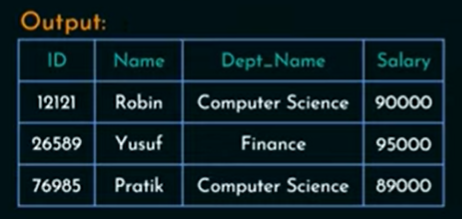 Output:
ID Name Dept_Name Salary
12121 Robin Computer Science 90000
26589 Yusuf Finance 95000
76985 Pratik Computer Science 89000